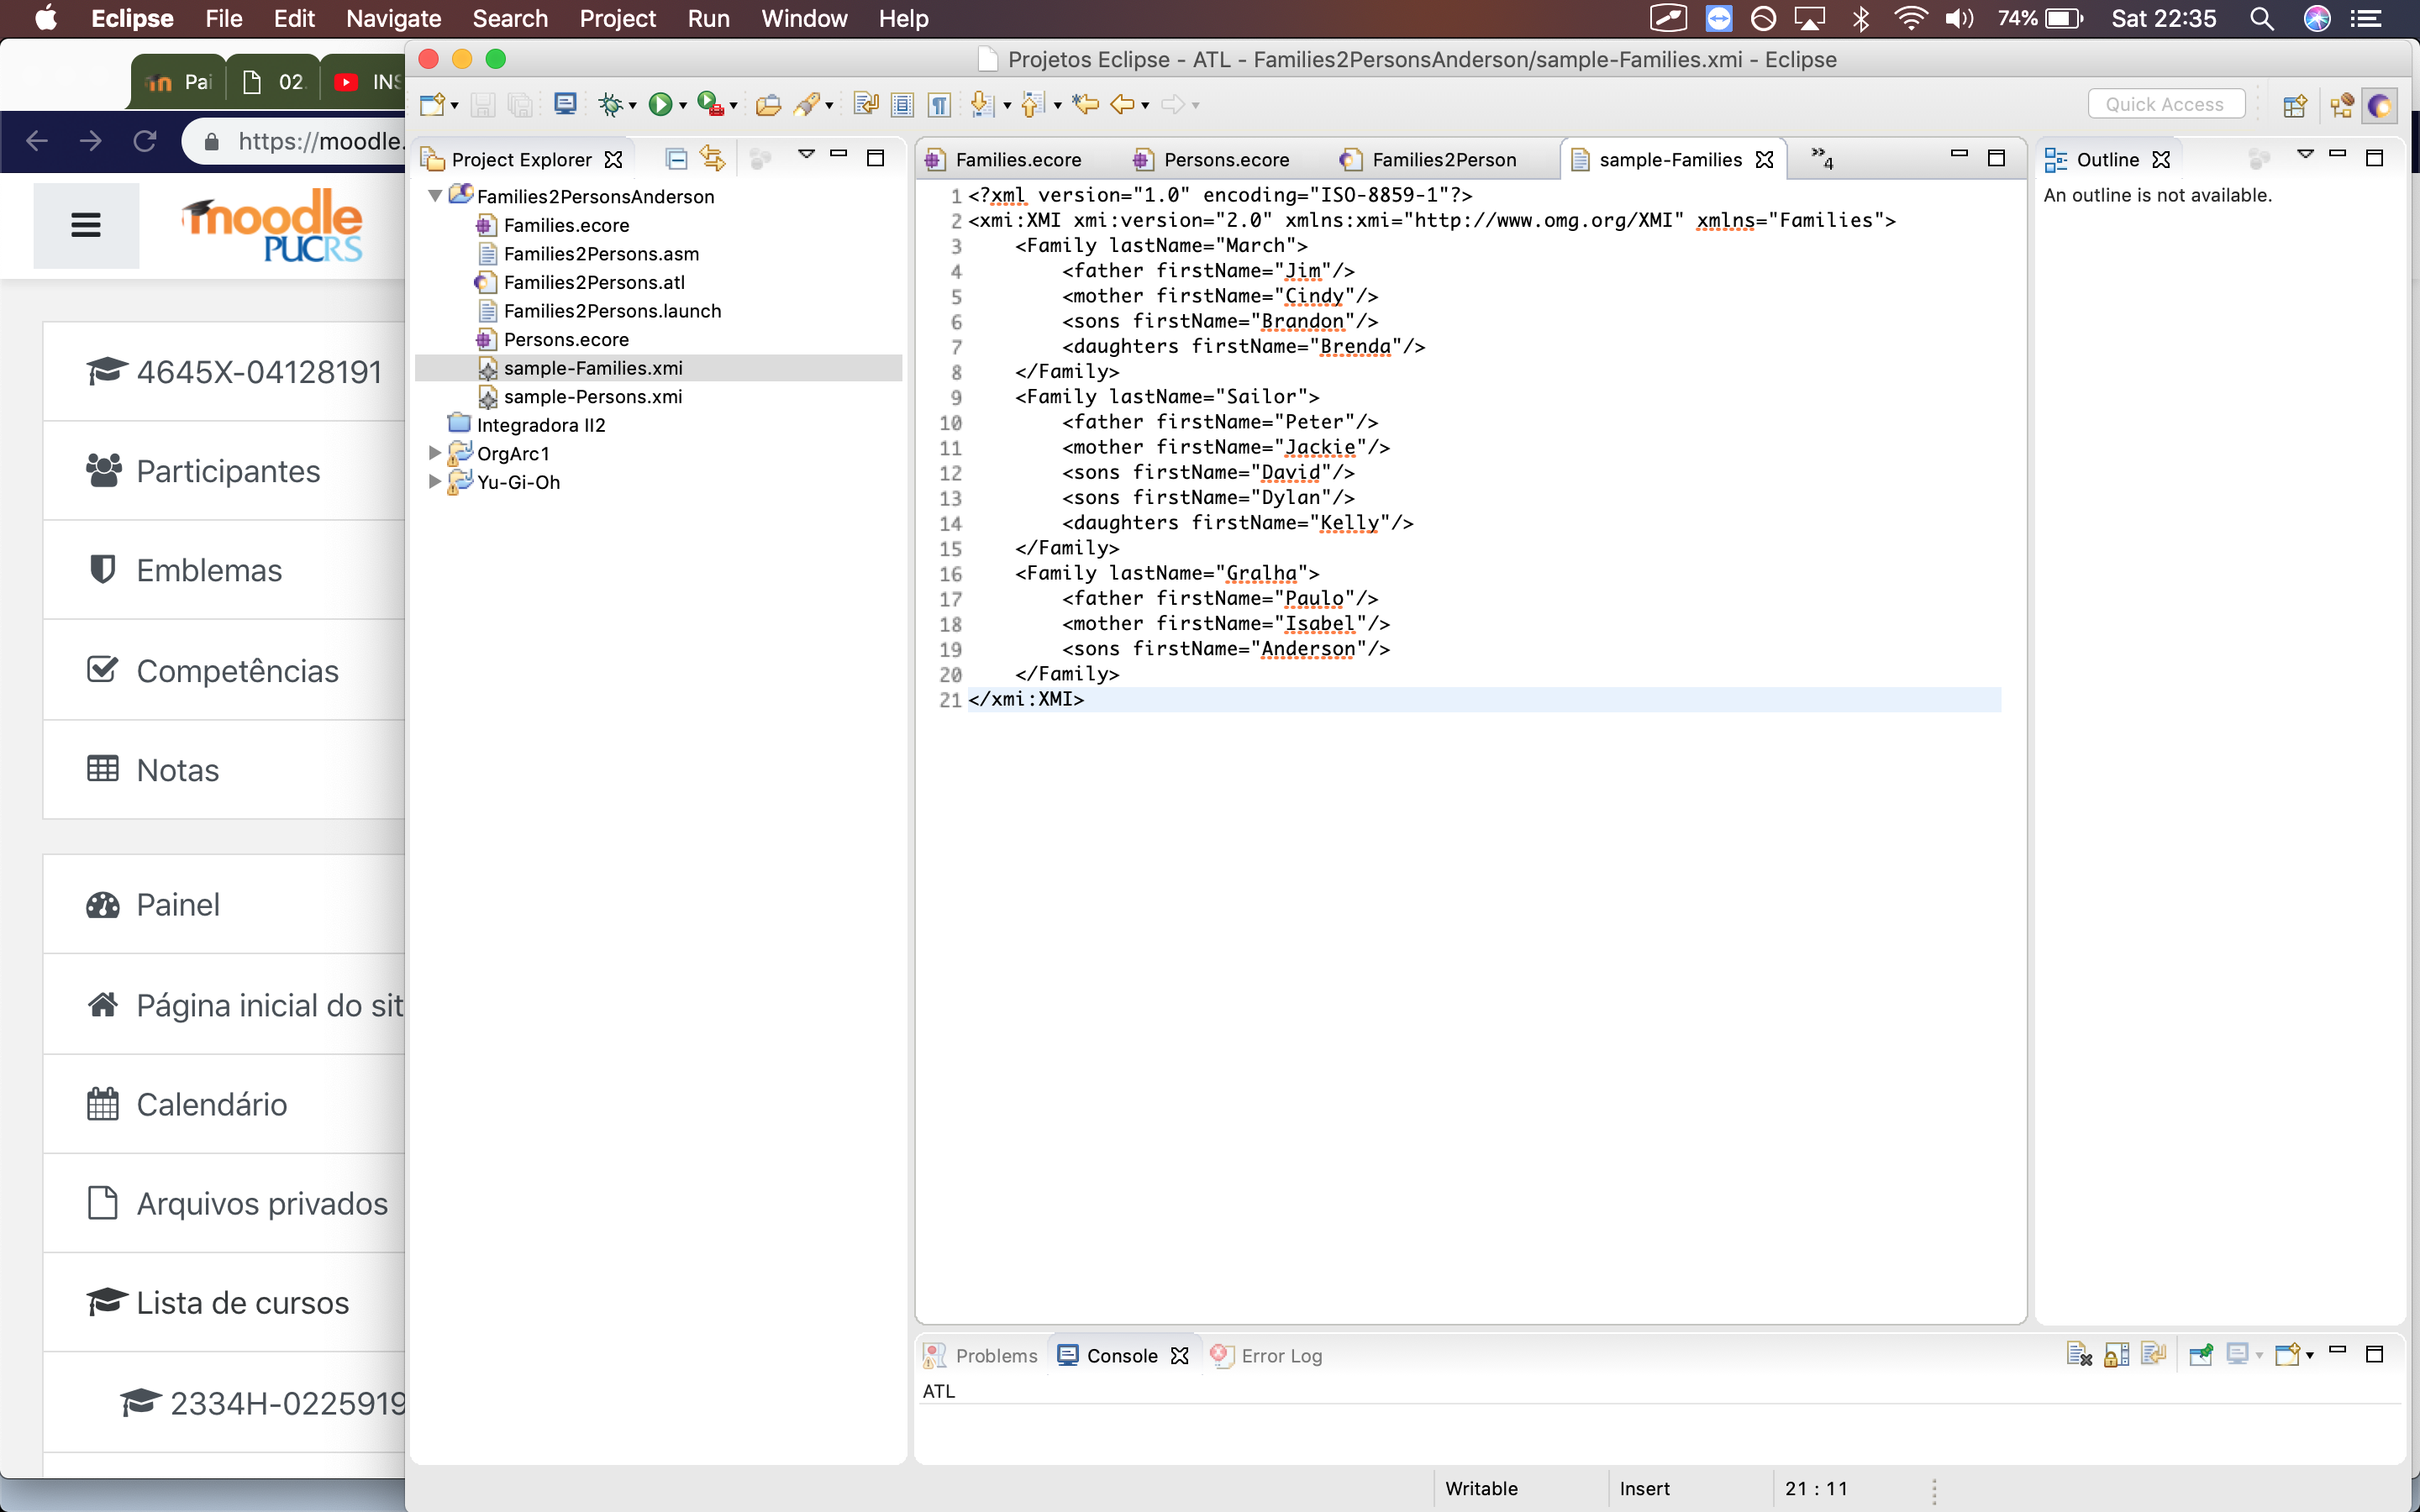 Eclipse File Edit Navigate Search Project Run Window Help 74% Sat 22:35
Pai 02. INS
https://moodle.
moodle
PUCRS
4645X-04128191
Participantes
Emblemas
Competências
Notas
Painel
Página inicial do sit
Calendário
Arquivos privados
Lista de cursos
2334H-0225919
Projetos Eclipse - ATL - Families2PersonsAnderson/sample-Families.xmi - Eclipse
Quick Access
Project Explorer
Families2PersonsAnderson
Families.ecore
Families2Persons.asm
Families2Persons.atl
Families2Persons.launch
Persons.ecore
sample-Families.xmi
sample-Persons.xmi
Integradora II2
OrgArc1
Yu-Gi-Oh
Families.ecore Persons.ecore Families2Person sample-Families »4
1 <?xml version="1.0" encoding="ISO-8859-1"?>
2 <xmi:XMI xmi:version="2.0" xmlns:xmi="http://www.omg.org/XMI" xmlns="Families">
3 <Family lastName="March">
4 <father firstName="Jim"/>
5 <mother firstName="Cindy"/>
6 <sons firstName="Brandon"/>
7 <daughters firstName="Brenda"/>
8 </Family>
9 <Family lastName="Sailor">
10 <father firstName="Peter"/>
11 <mother firstName="Jackie"/>
12 <sons firstName="David"/>
13 <sons firstName="Dylan"/>
14 <daughters firstName="Kelly"/>
15 </Family>
16 <Family lastName="Gralha">
17 <father firstName="Paulo"/>
18 <mother firstName="Isabel"/>
19 <sons firstName="Anderson"/>
20 </Family>
21 </xmi:XMI>
Outline
An outline is not available.
Problems Console Error Log
ATL
Writable Insert 21 : 11